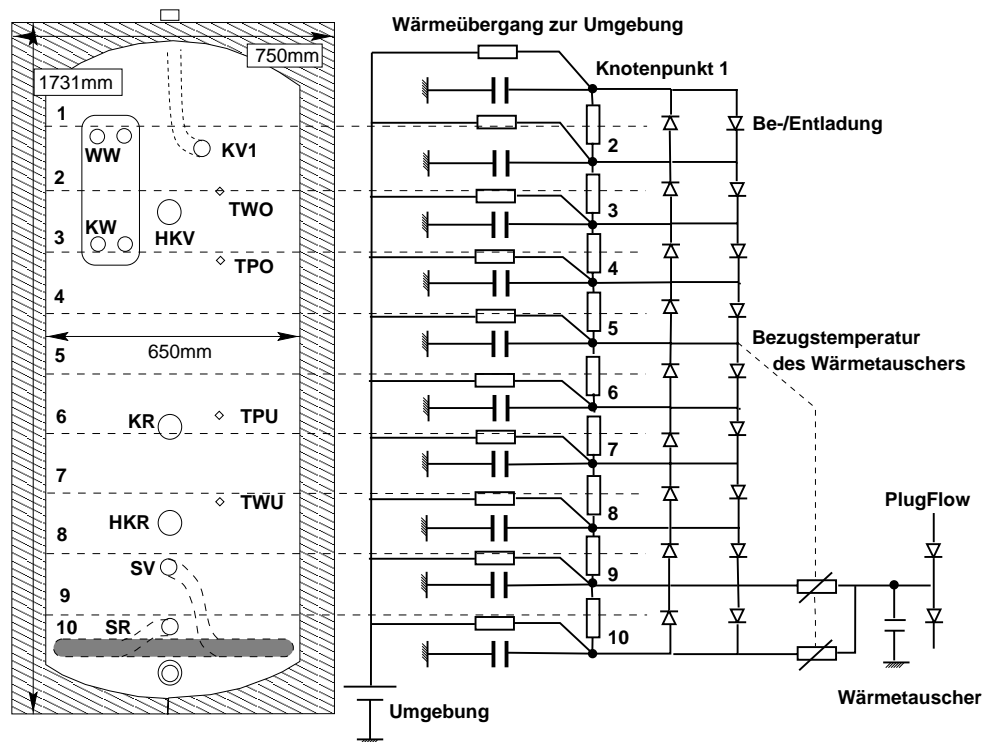 Wärmeübergang zur Umgebung
750mm
1731mm
Knotenpunkt 1
1
WW
KV1
Be-/Entladung
2
2
TWO
KW
HKV
3
3
TPO
4
4
5
650mm
Bezugstemperatur
des Wärmetauschers
5
6
6
KR
TPU
7
7
TWU
PlugFlow
8
HKR
8
SV
9
9
10
SR
10
Wärmetauscher
Umgebung